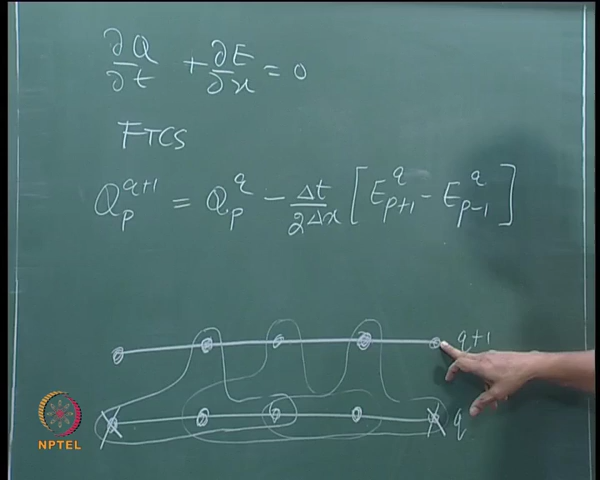 ∂Q/∂t + ∂E/∂x = 0
FTCS
Q_p^{q+1} = Q_p^q - Δt/2Δx [E_{p+1}^q - E_{p-1}^q]
q+1
q
NPTEL